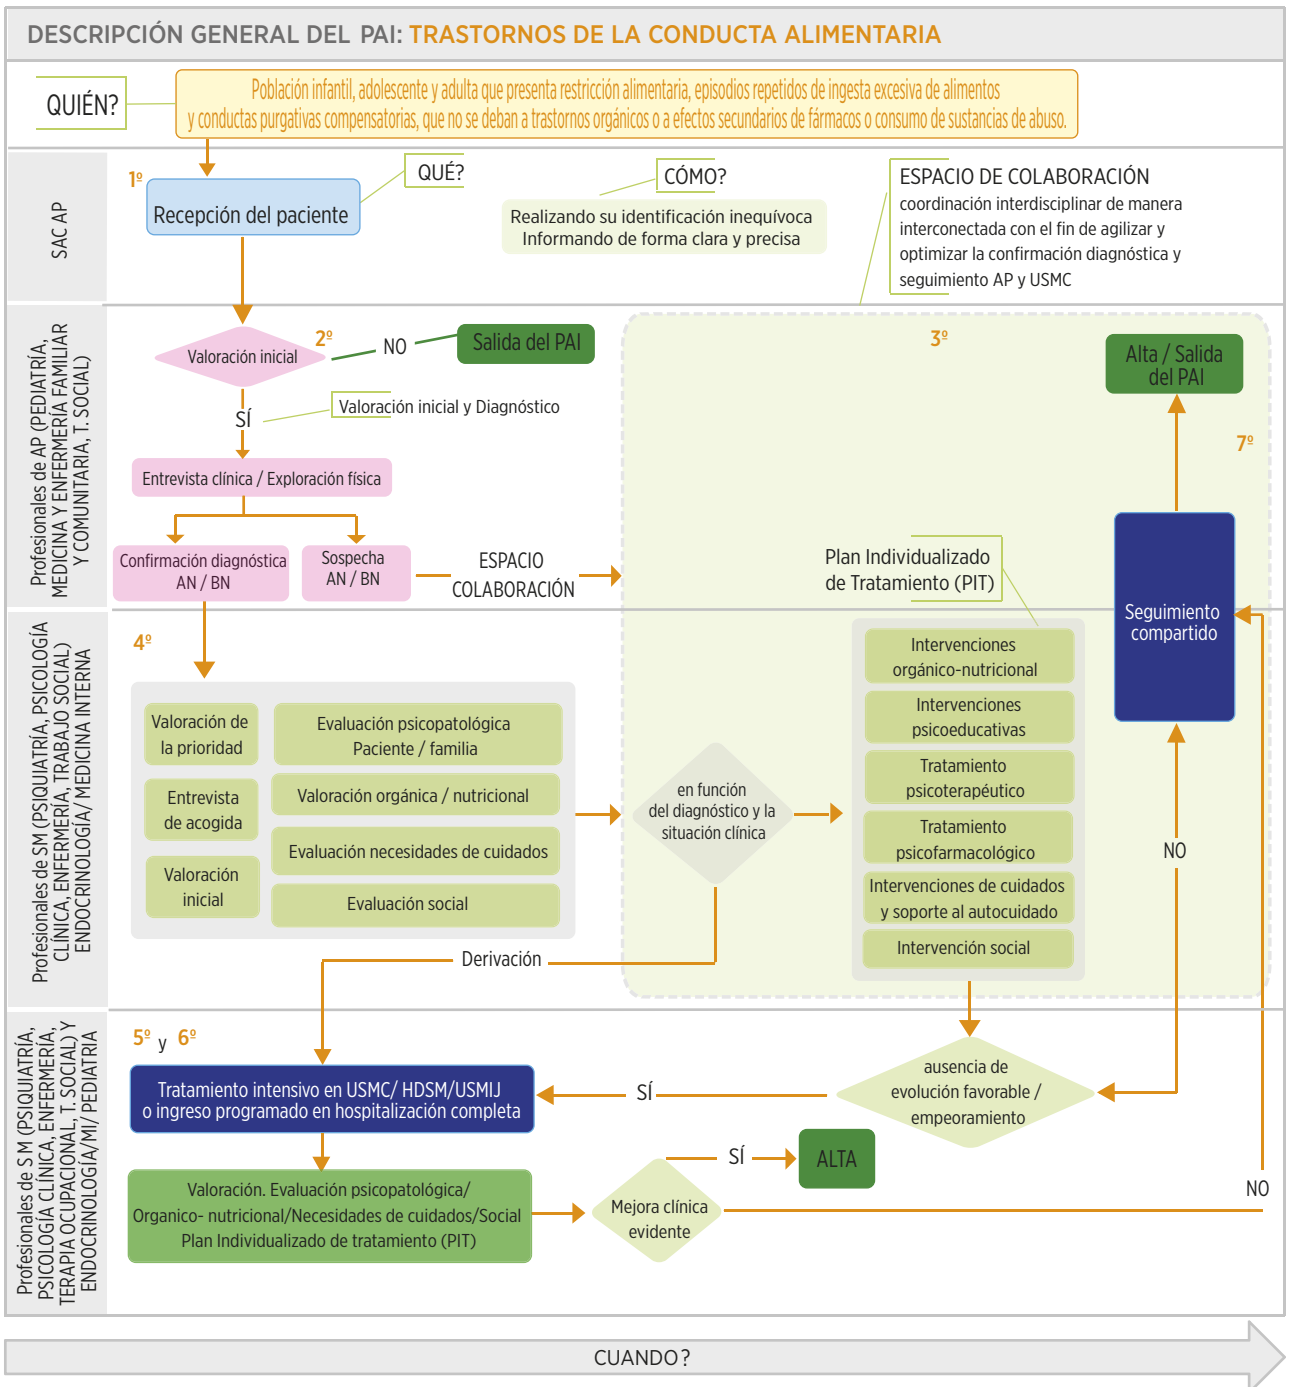 DESCRIPCIÓN GENERAL DEL PAI: TRASTORNOS DE LA CONDUCTA ALIMENTARIA
QUIÉN?
Población infantil, adolescente y adulta que presenta restricción alimentaria, episodios repetidos de ingesta excesiva de alimentos
y conductas purgativas compensatorias, que no se deban a trastornos orgánicos o a efectos secundarios de fármacos o consumo de sustancias de abuso.
SAC AP
1º
Recepción del paciente
QUÉ?
CÓMO?
Realizando su identificación inequívoca
Informando de forma clara y precisa
ESPACIO DE COLABORACIÓN
coordinación interdisciplinar de manera
interconectada con el fin de agilizar y
optimizar la confirmación diagnóstica y
seguimiento AP y USMC
Profesionales de AP (PEDIATRÍA,
MEDICINA Y ENFERMERÍA FAMILIAR
Y COMUNITARIA, T. SOCIAL)
2º
Valoración inicial
NO
Salida del PAI
SÍ
Valoración inicial y Diagnóstico
Entrevista clínica / Exploración física
Confirmación diagnóstica
AN / BN
Sospecha
AN / BN
ESPACIO
COLABORACIÓN
3º
Alta / Salida
del PAI
7º
Plan Individualizado
de Tratamiento (PIT)
Seguimiento
compartido
Profesionales de SM (PSIQUIATRÍA, PSICOLOGÍA
CLÍNICA, ENFERMERÍA, TRABAJO SOCIAL)
ENDOCRINOLOGÍA/ MEDICINA INTERNA
4º
Valoración de
la prioridad
Entrevista
de acogida
Valoración
inicial
Evaluación psicopatológica
Paciente / familia
Valoración orgánica / nutricional
Evaluación necesidades de cuidados
Evaluación social
en función
del diagnóstico y la
situación clínica
Intervenciones
orgánico-nutricional
Intervenciones
psicoeducativas
Tratamiento
psicoterapéutico
Tratamiento
psicofarmacológico
Intervenciones de cuidados
y soporte al autocuidado
Intervención social
NO
Derivación
Profesionales de SM (PSIQUIATRÍA,
PSICOLOGÍA CLÍNICA, ENFERMERÍA,
TERAPIA OCUPACIONAL, T. SOCIAL) Y
ENDOCRINOLOGÍA/MI/ PEDIATRIA
5º y 6º
Tratamiento intensivo en USMC/ HDSM/USMIJ
o ingreso programado en hospitalización completa
SÍ
ausencia de
evolución favorable /
empeoramiento
Valoración. Evaluación psicopatológica/
Organico- nutricional/Necesidades de cuidados/Social
Plan Individualizado de tratamiento (PIT)
Mejora clínica
evidente
SÍ
ALTA
NO
CUANDO?